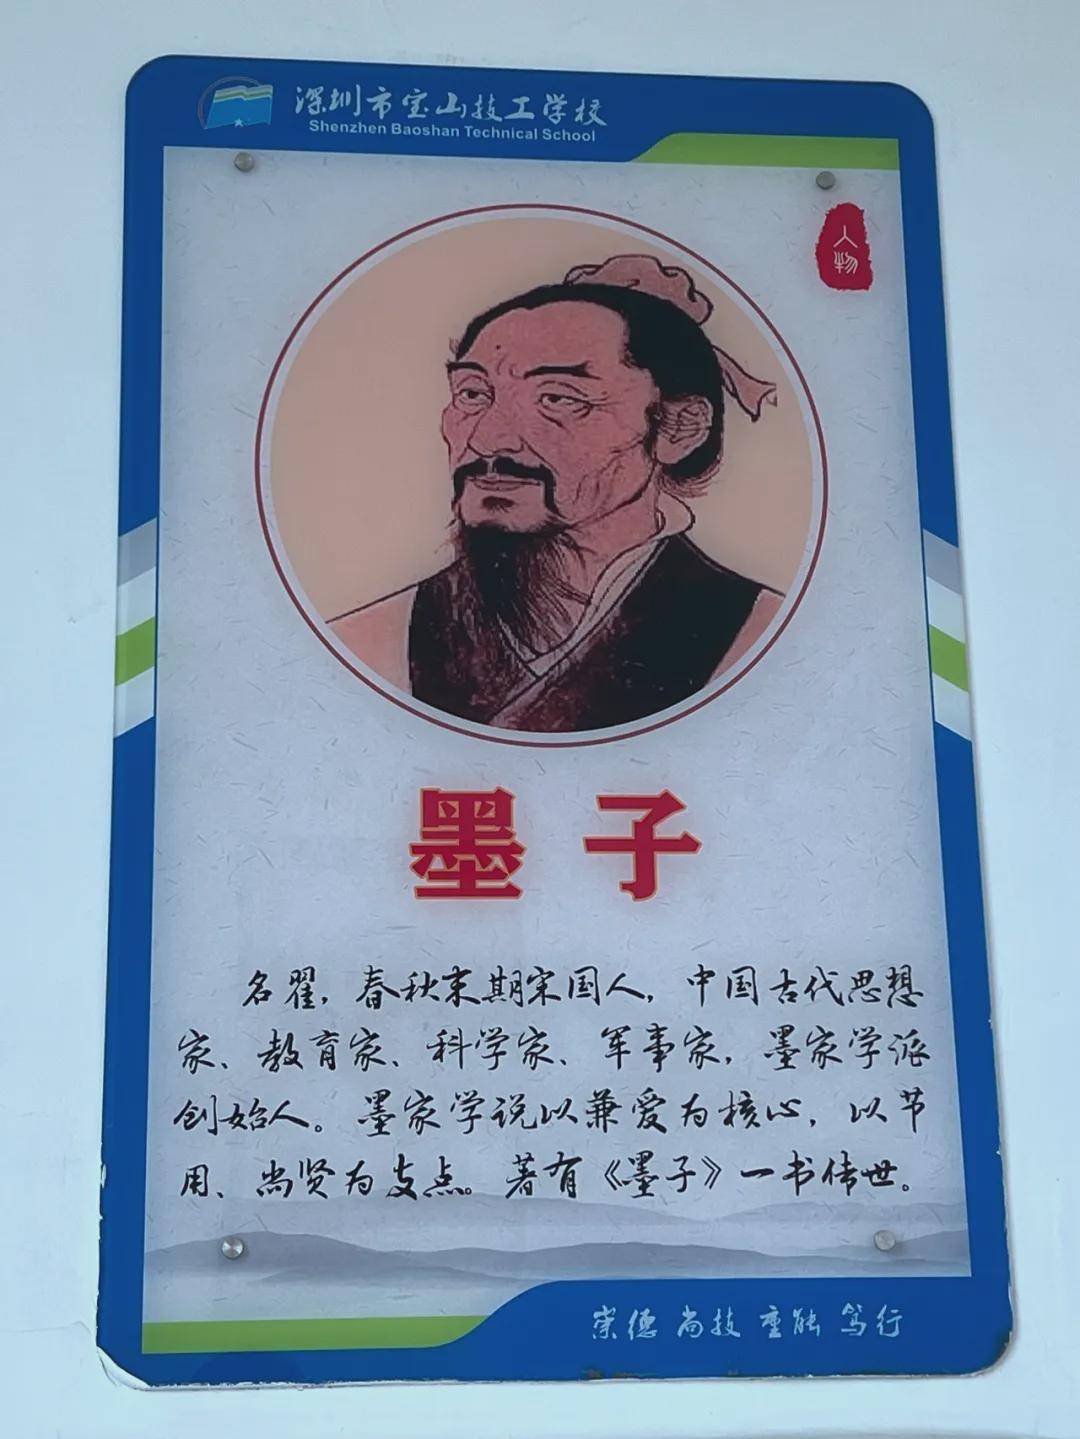 深圳市宝山技工学校
Shenzhen Baoshan Technical School
人物
墨子
名翟，春秋末期宋国人，中国古代思想
家、教育家、科学家、军事家，墨家学派
创始人。墨家学说以兼爱为核心，以节
用、尚贤为支点。著有《墨子》一书传世。
崇德 尚技 重能 笃行